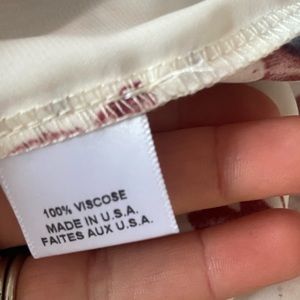 100% VISCOSE
MADE IN U.S.A.
FAITES AUX U.S.A.